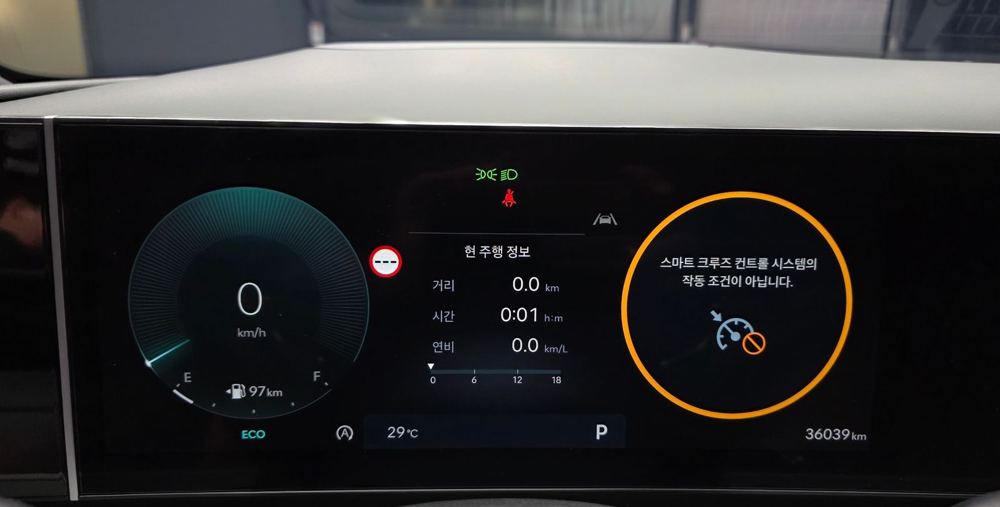 0
km/h
E
F
97km
ECO
현 주행 정보
거리 0.0 km
시간 0:01 h:m
연비 0.0 km/L
0 6 12 18
A
29°C
P
스마트 크루즈 컨트롤 시스템의
작동 조건이 아닙니다.
36039km